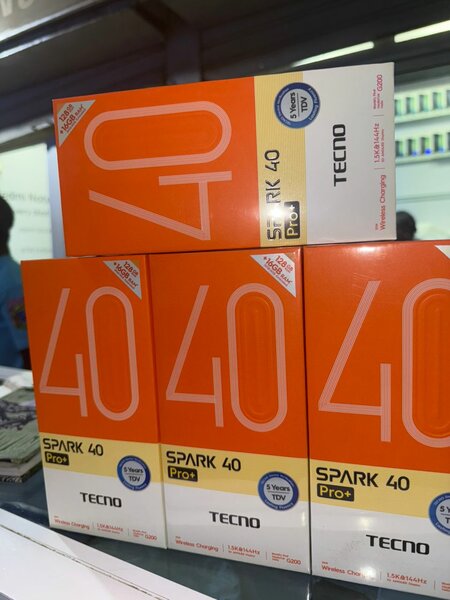 128GB
+16GB RAM*
40
SPARK 40
Pro+
5 Years
TDV
TECNO
Wireless Charging
1.5K@144Hz
G200
128GB
+16GB RAM*
40
SPARK 40
Pro+
5 Years
TDV
TECNO
Wireless Charging
1.5K@144Hz
G200
128GB
+16GB RAM*
40
SPARK 40
Pro+
5 Years
TDV
TECNO
Wireless Charging
1.5K@144Hz
G200
40
SPARK 40
Pro+
TECNO
Wireless Charging
1.5K@144Hz